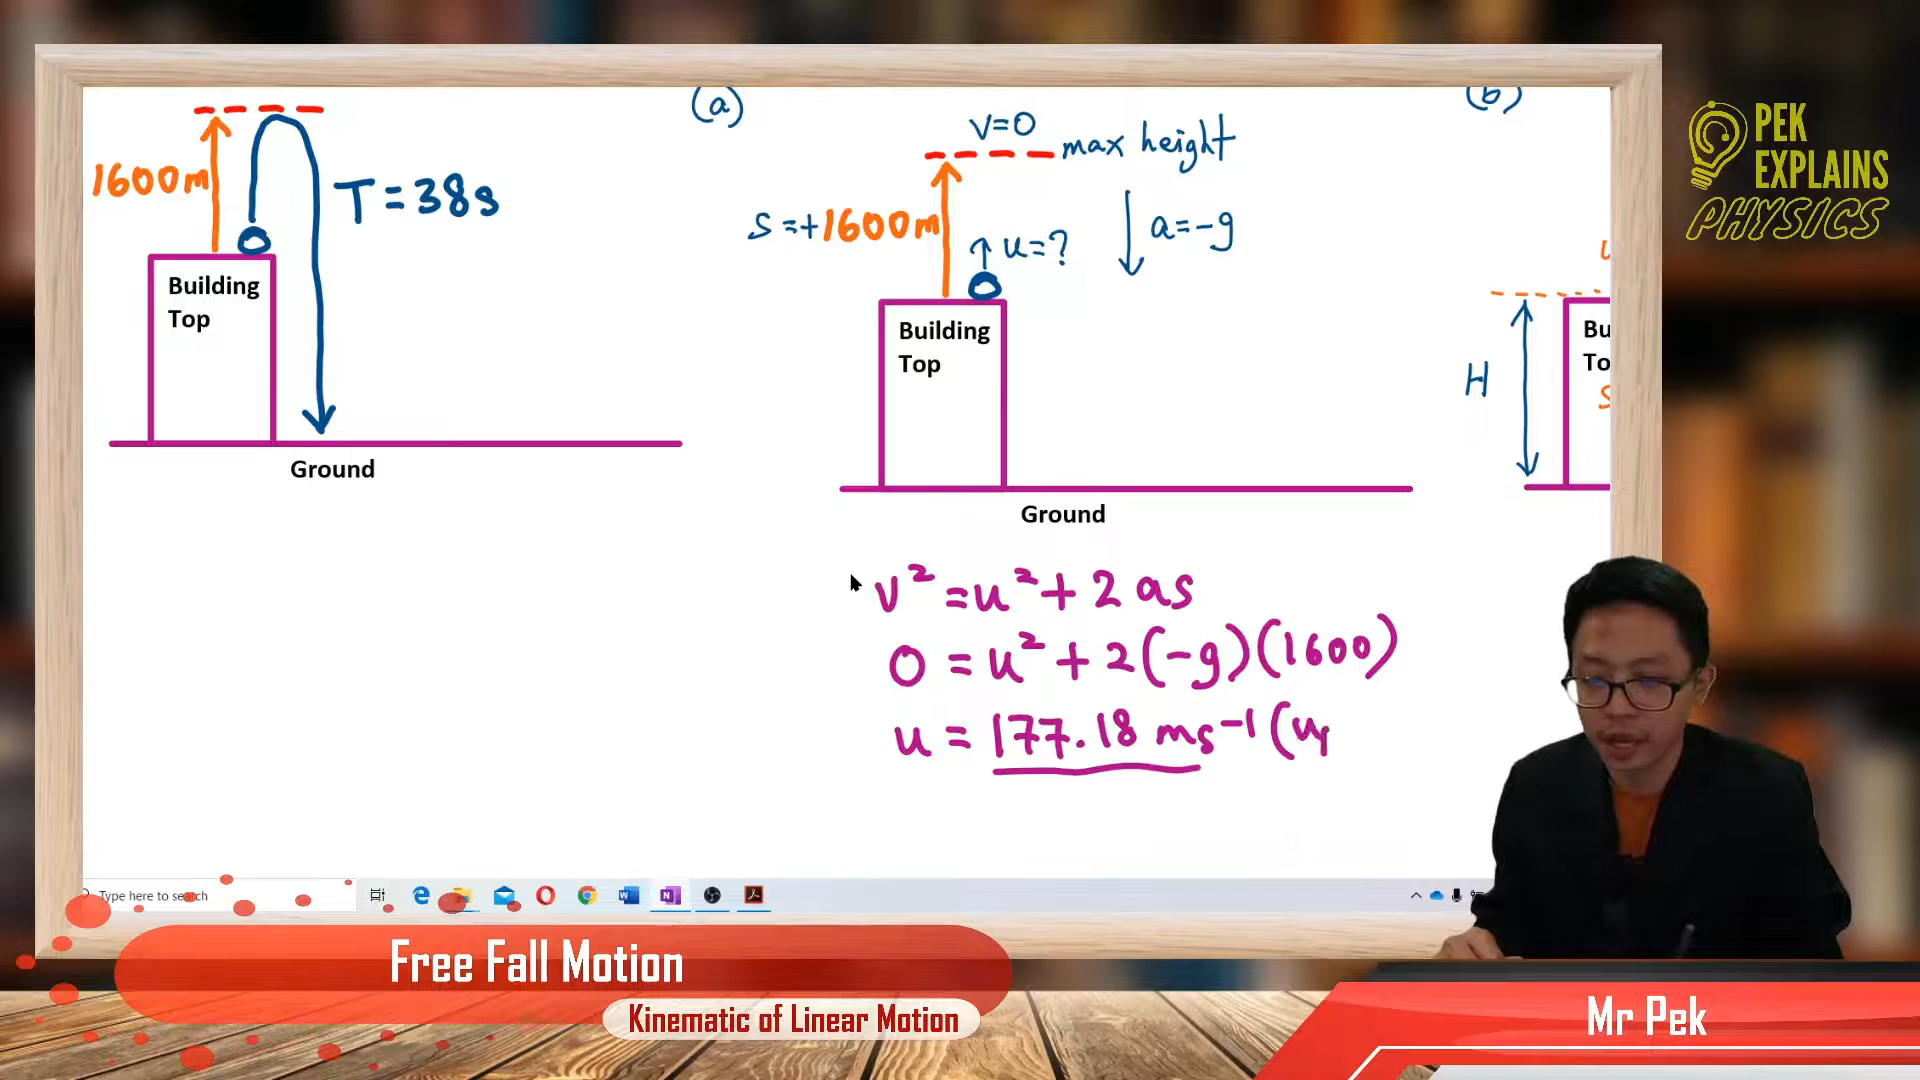 (a)
(b)
1600m
T = 38s
Building
Top
Ground
v=0
max height
s=+1600m
u=?
a=-g
Building
Top
Ground
H
Bu
To
v² = u² + 2as
0 = u² + 2(-g)(1600)
u = 177.18 ms⁻¹ (u
PEK
EXPLAINS
PHYSICS
Type here to search
Free Fall Motion
Kinematic of Linear Motion
Mr Pek